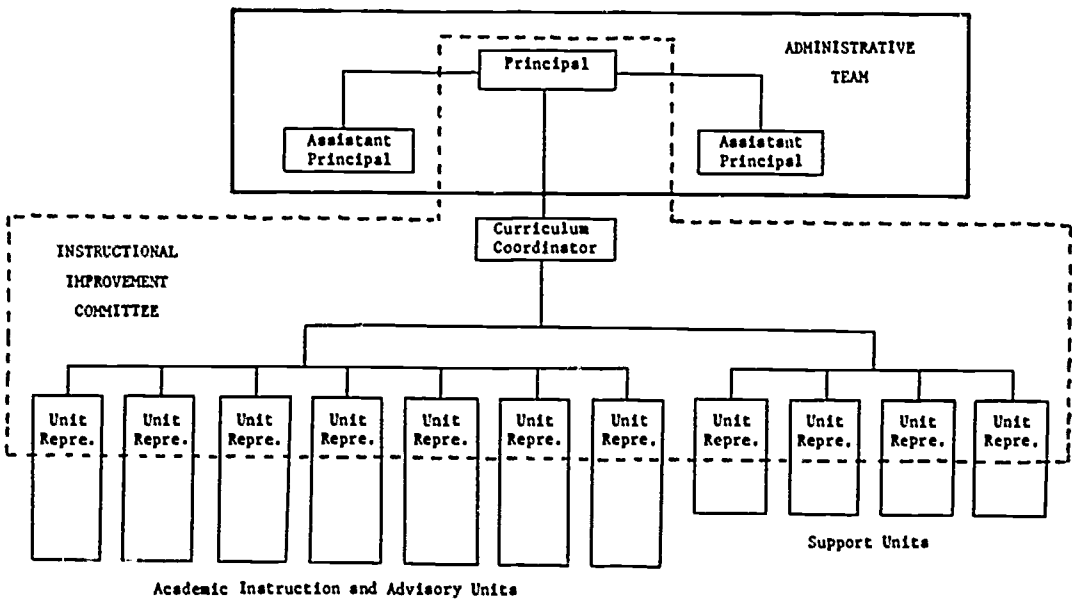 ADMINISTRATIVE
TEAM
Principal
Assistant
Principal
Assistant
Principal
Curriculum
Coordinator
INSTRUCTIONAL
IMPROVEMENT
COMMITTEE
Unit
Repre.
Unit
Repre.
Unit
Repre.
Unit
Repre.
Unit
Repre.
Unit
Repre.
Unit
Repre.
Unit
Repre.
Unit
Repre.
Unit
Repre.
Unit
Repre.
Support Units
Academic Instruction and Advisory Units